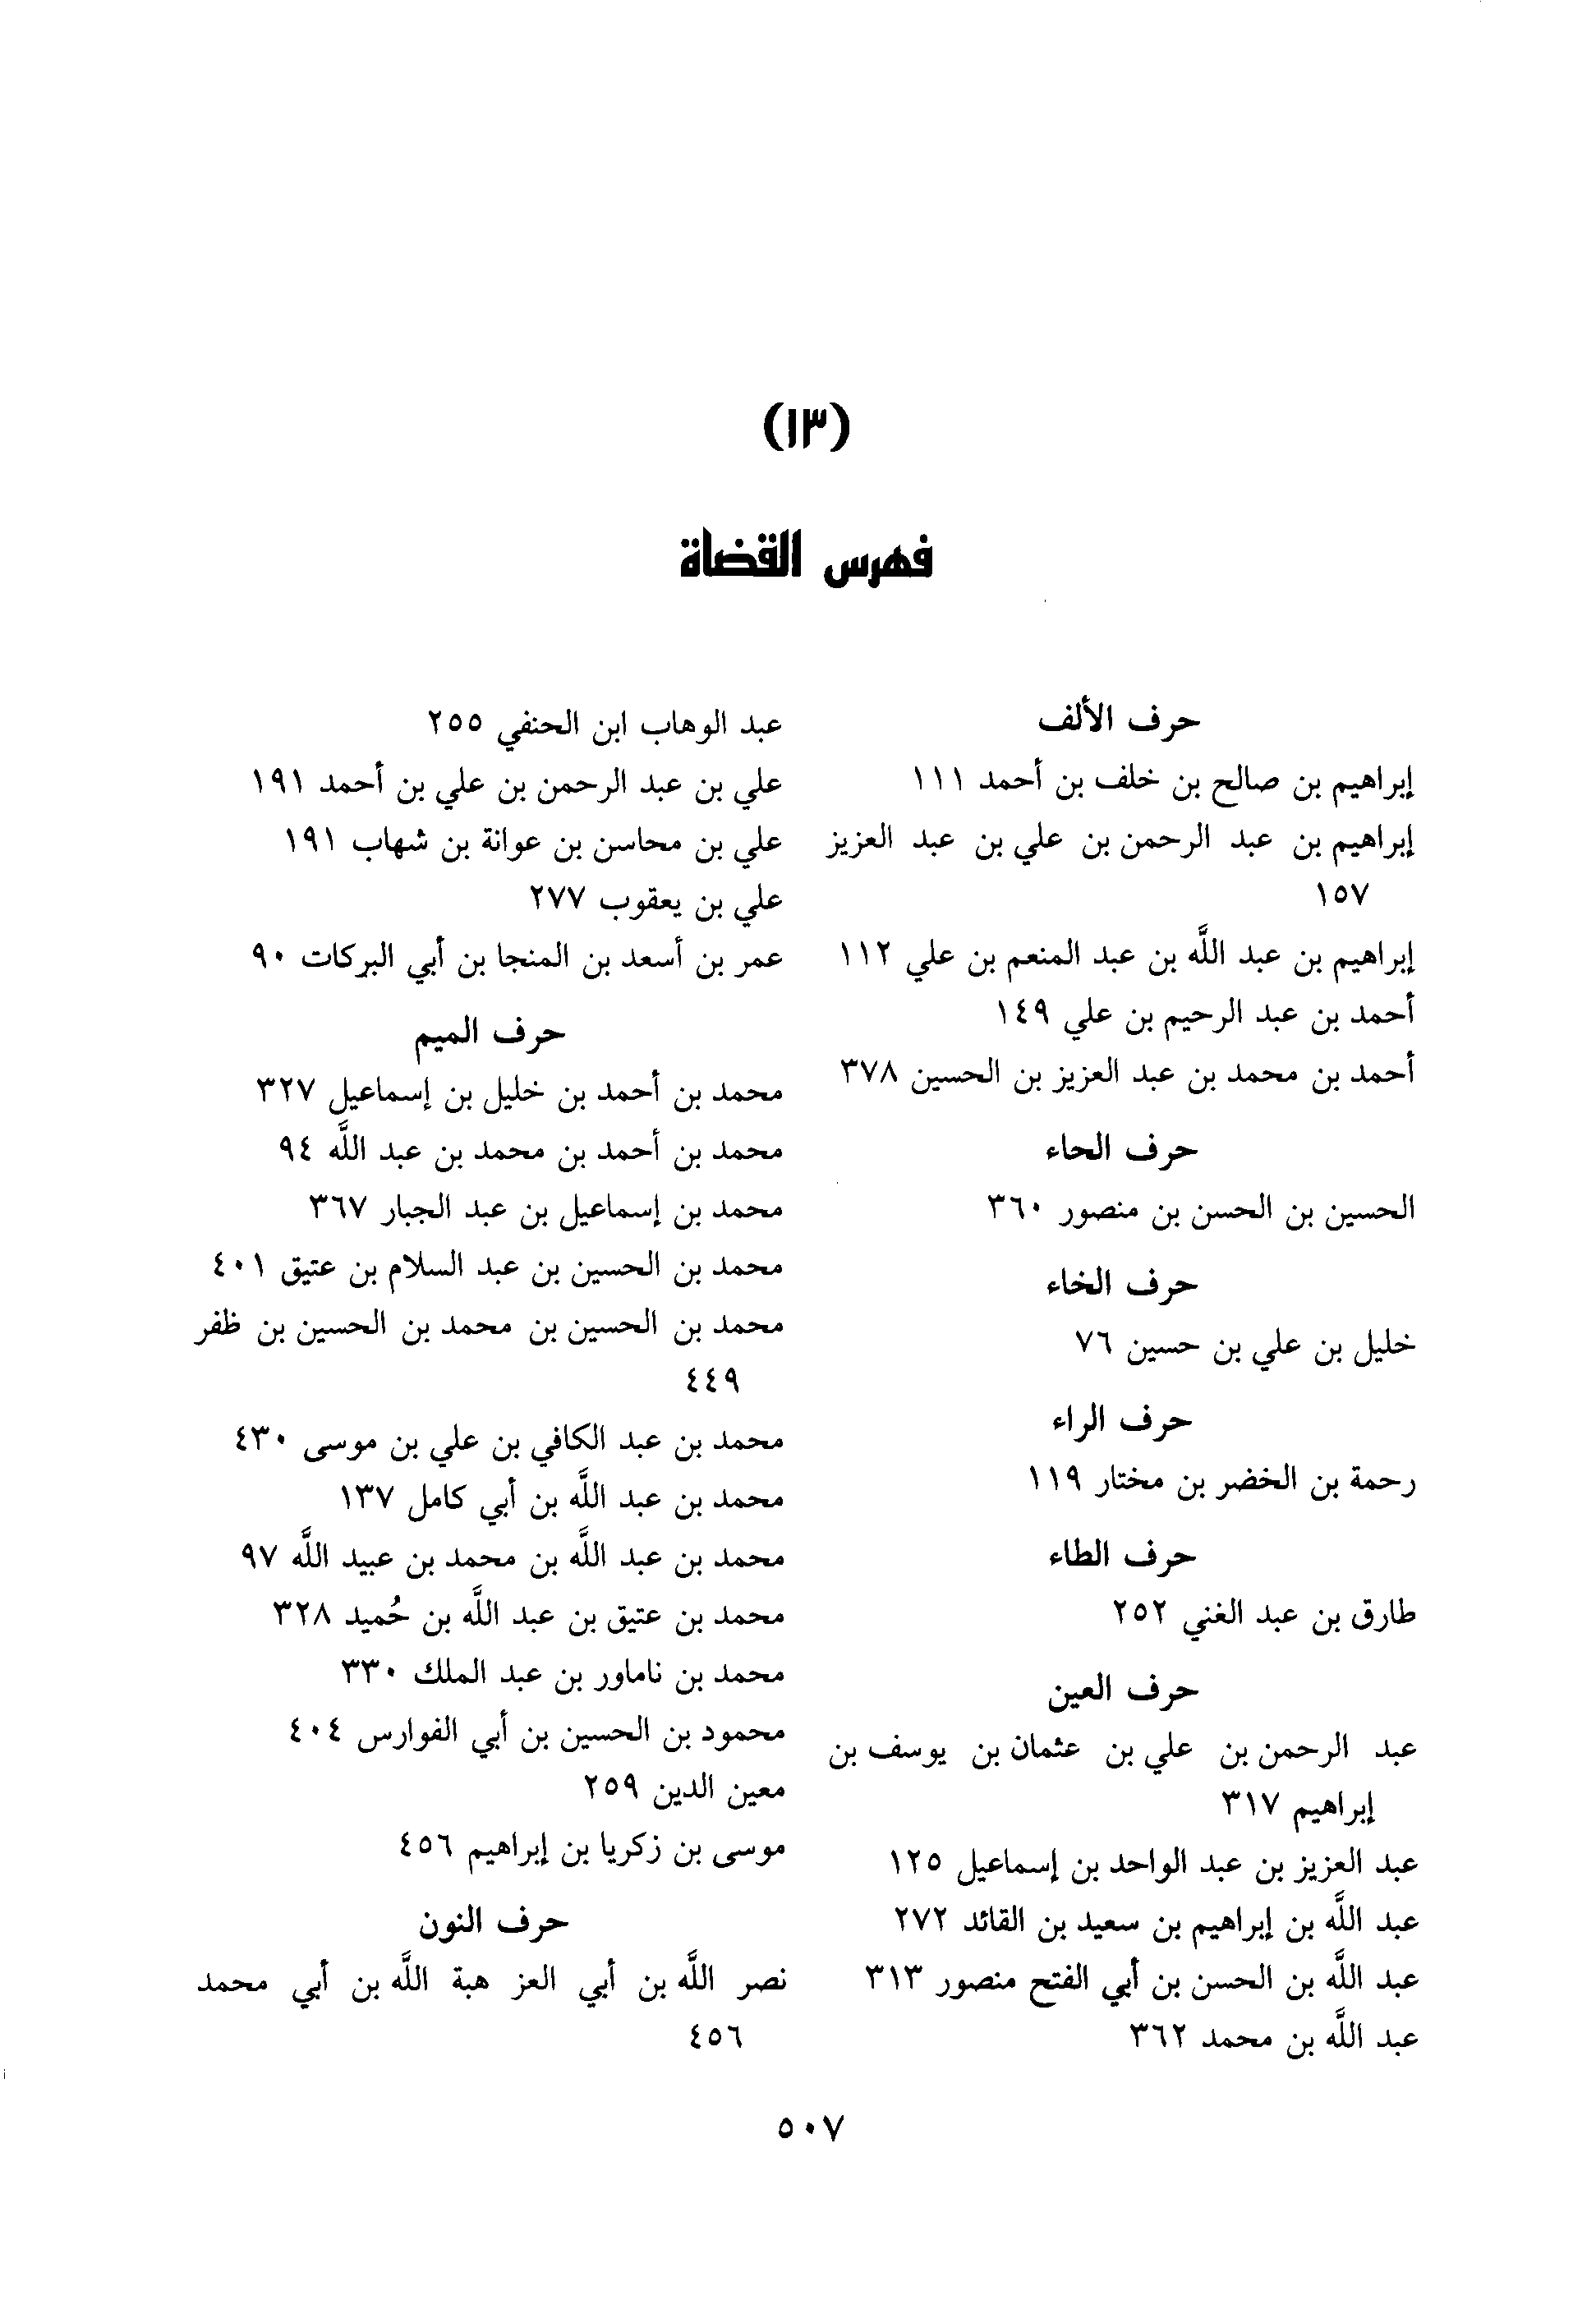 (١٣)
فهرس القضاة
حرف الألف
إبراهيم بن صالح بن خلف بن أحمد ١١١
إبراهيم بن عبد الرحمن بن علي بن عبد العزيز
١٥٧
إبراهيم بن عبد اللَّه بن عبد المنعم بن علي ١١٢
أحمد بن عبد الرحيم بن علي ١٤٩
أحمد بن محمد بن عبد العزيز بن الحسين ٣٧٨
حرف الحاء
الحسين بن الحسن بن منصور ٣٦٠
حرف الخاء
خليل بن علي بن حسين ٧٦
حرف الراء
رحمة بن الخضر بن مختار ١١٩
حرف الطاء
طارق بن عبد الغني ٢٥٢
حرف العين
عبد الرحمن بن علي بن عثمان بن يوسف بن
إبراهيم ٣١٧
عبد العزيز بن عبد الواحد بن إسماعيل ١٢٥
عبد اللَّه بن إبراهيم بن سعيد بن القائد ٢٧٢
عبد اللَّه بن الحسن بن أبي الفتح منصور ٣١٣
عبد اللَّه بن محمد ٣٦٢
عبد الوهاب ابن الحنفي ٢٥٥
علي بن عبد الرحمن بن علي بن أحمد ١٩١
علي بن محاسن بن عوانة بن شهاب ١٩١
علي بن يعقوب ٢٧٧
عمر بن أسعد بن المنجا بن أبي البركات ٩٠
حرف الميم
محمد بن أحمد بن خليل بن إسماعيل ٣٢٧
محمد بن أحمد بن محمد بن عبد اللَّه ٩٤
محمد بن إسماعيل بن عبد الجبار ٣٦٧
محمد بن الحسين بن عبد السلام بن عتيق ٤٠١
محمد بن الحسين بن محمد بن الحسين بن ظفر
٤٤٩
محمد بن عبد الكافي بن علي بن موسى ٤٣٠
محمد بن عبد اللَّه بن أبي كامل ١٣٧
محمد بن عبد اللَّه بن محمد بن عبيد اللَّه ٩٧
محمد بن عتيق بن عبد اللَّه بن حُميد ٣٢٨
محمد بن ناماور بن عبد الملك ٣٣٠
محمود بن الحسين بن أبي الفوارس ٤٠٤
معين الدين ٢٥٩
موسى بن زكريا بن إبراهيم ٤٥٦
حرف النون
نصر اللَّه بن أبي العز هبة اللَّه بن أبي محمد
٤٥٦
٥٠٧